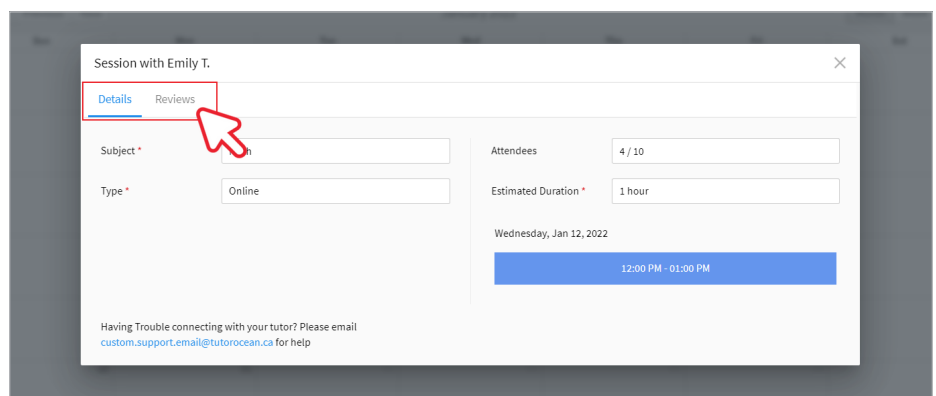 Session with Emily T.
Details Reviews
Subject *
Attendees 4 / 10
Type * Online
Estimated Duration * 1 hour
Wednesday, Jan 12, 2022
12:00 PM - 01:00 PM
Having Trouble connecting with your tutor? Please email
custom.support.email@tutorocean.ca for help